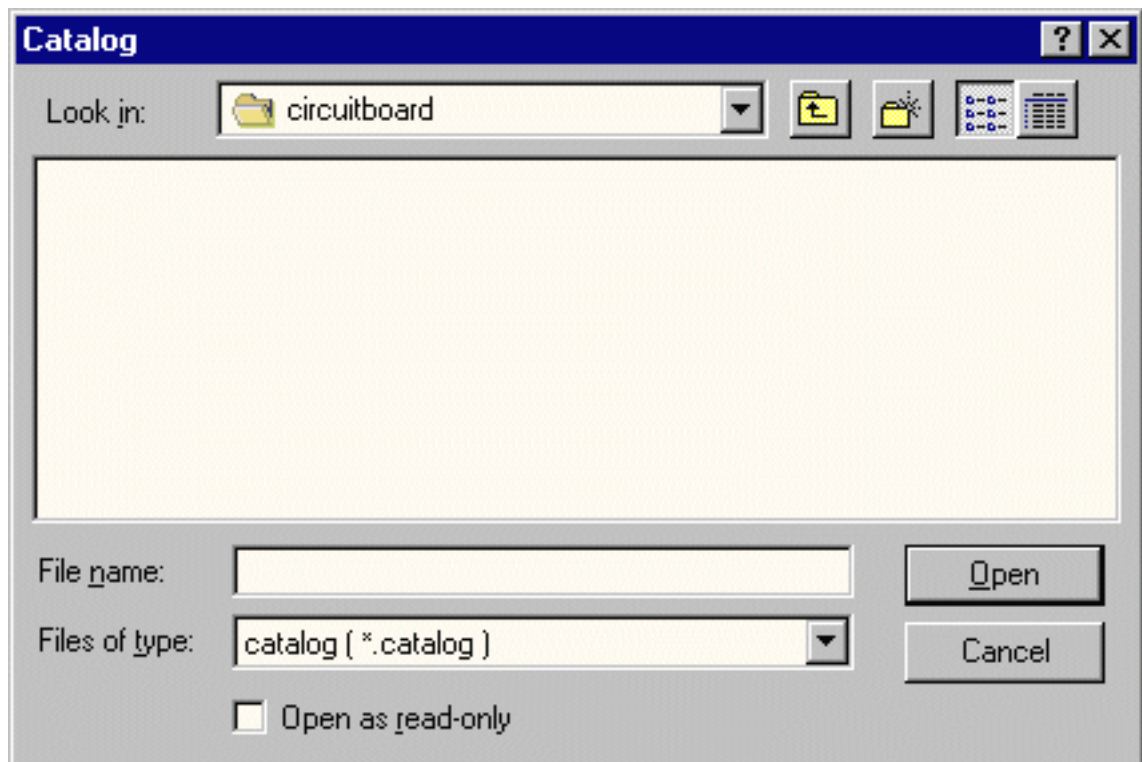 Catalog
Look in: circuitboard
File name: Open
Files of type: catalog ( *.catalog ) Cancel
Open as read-only